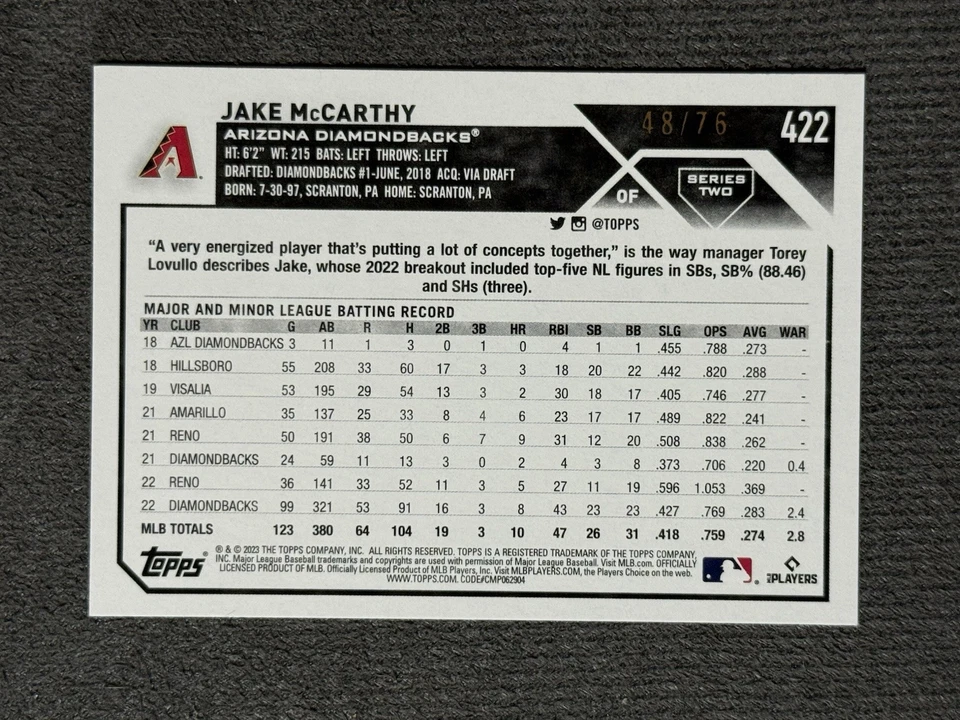 JAKE McCARTHY
48/76
422
ARIZONA DIAMONDBACKS®
HT: 6'2" WT: 215 BATS: LEFT THROWS: LEFT
DRAFTED: DIAMONDBACKS #1-JUNE, 2018 ACQ: VIA DRAFT
BORN: 7-30-97, SCRANTON, PA HOME: SCRANTON, PA
OF
SERIES
TWO
@TOPPS
“A very energized player that’s putting a lot of concepts together,” is the way manager Torey
Lovullo describes Jake, whose 2022 breakout included top-five NL figures in SBs, SB% (88.46)
and SHs (three).
MAJOR AND MINOR LEAGUE BATTING RECORD
YR CLUB G AB R H 2B 3B HR RBI SB BB SLG OPS AVG WAR
18 AZL DIAMONDBACKS 3 11 1 3 0 1 0 4 1 1 .455 .788 .273 -
18 HILLSBORO 55 208 33 60 17 3 3 18 20 22 .442 .820 .288 -
19 VISALIA 53 195 29 54 13 3 2 30 18 17 .405 .746 .277 -
21 AMARILLO 35 137 25 33 8 4 6 23 17 17 .489 .822 .241 -
21 RENO 50 191 38 50 6 7 9 31 12 20 .508 .838 .262 -
21 DIAMONDBACKS 24 59 11 13 3 0 2 4 3 8 .373 .706 .220 0.4
22 RENO 36 141 33 52 11 3 5 27 11 19 .596 1.053 .369 -
22 DIAMONDBACKS 99 321 53 91 16 3 8 43 23 23 .427 .769 .283 2.4
MLB TOTALS 123 380 64 104 19 3 10 47 26 31 .418 .759 .274 2.8
Topps®
® & © 2023 THE TOPPS COMPANY, INC. ALL RIGHTS RESERVED. TOPPS IS A REGISTERED TRADEMARK OF THE TOPPS COMPANY,
INC. Major League Baseball trademarks and copyrights are used with permission of Major League Baseball. Visit MLB.com. OFFICIALLY
LICENSED PRODUCT OF MLB. Officially Licensed Product of MLB Players, Inc. Visit MLBPLAYERS.COM, the Players Choice on the web.
WWW.TOPPS.COM. CODE#CMP062904
PLAYERS